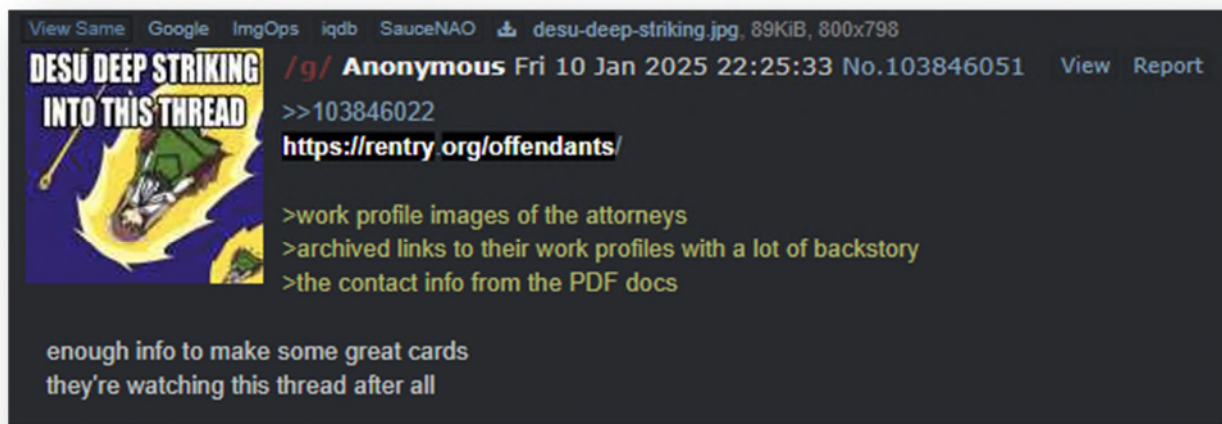 View Same Google ImgOps iqdb SauceNAO desu-deep-striking.jpg, 89KiB, 800x798
DESU DEEP STRIKING
INTO THIS THREAD
/g/ Anonymous Fri 10 Jan 2025 22:25:33 No.103846051 View Report
>>103846022
https://rentry.org/offendants/
>work profile images of the attorneys
>archived links to their work profiles with a lot of backstory
>the contact info from the PDF docs
enough info to make some great cards
they're watching this thread after all